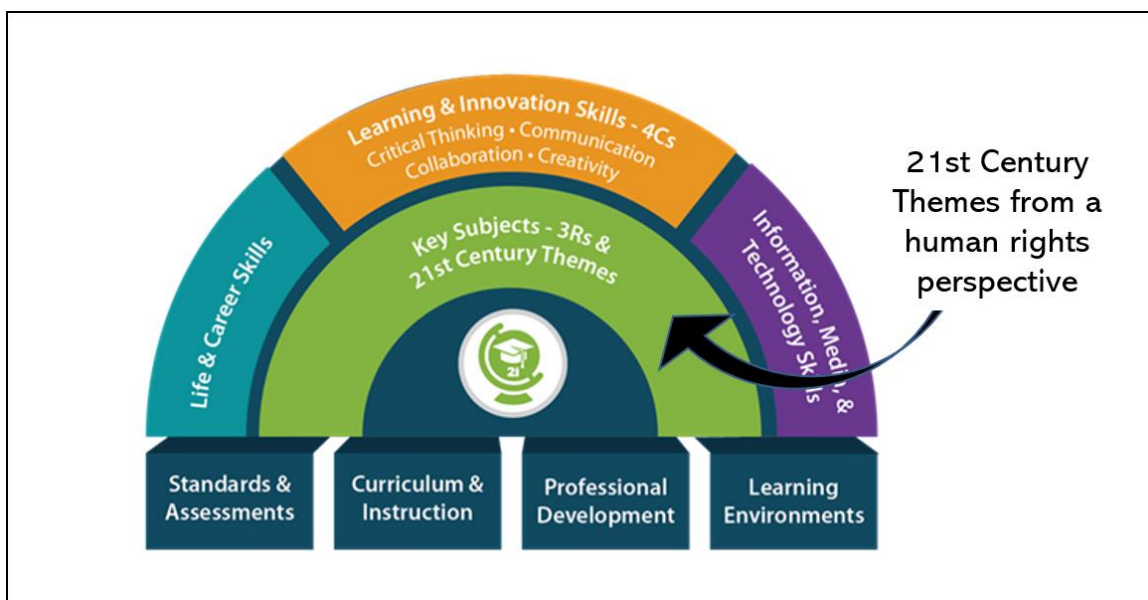 Learning & Innovation Skills - 4Cs
Critical Thinking • Communication
Collaboration • Creativity
Key Subjects - 3Rs &
21st Century Themes
Life & Career Skills
Information, Media, &
Technology Skills
21
21st Century
Themes from a
human rights
perspective
Standards &
Assessments
Curriculum &
Instruction
Professional
Development
Learning
Environments